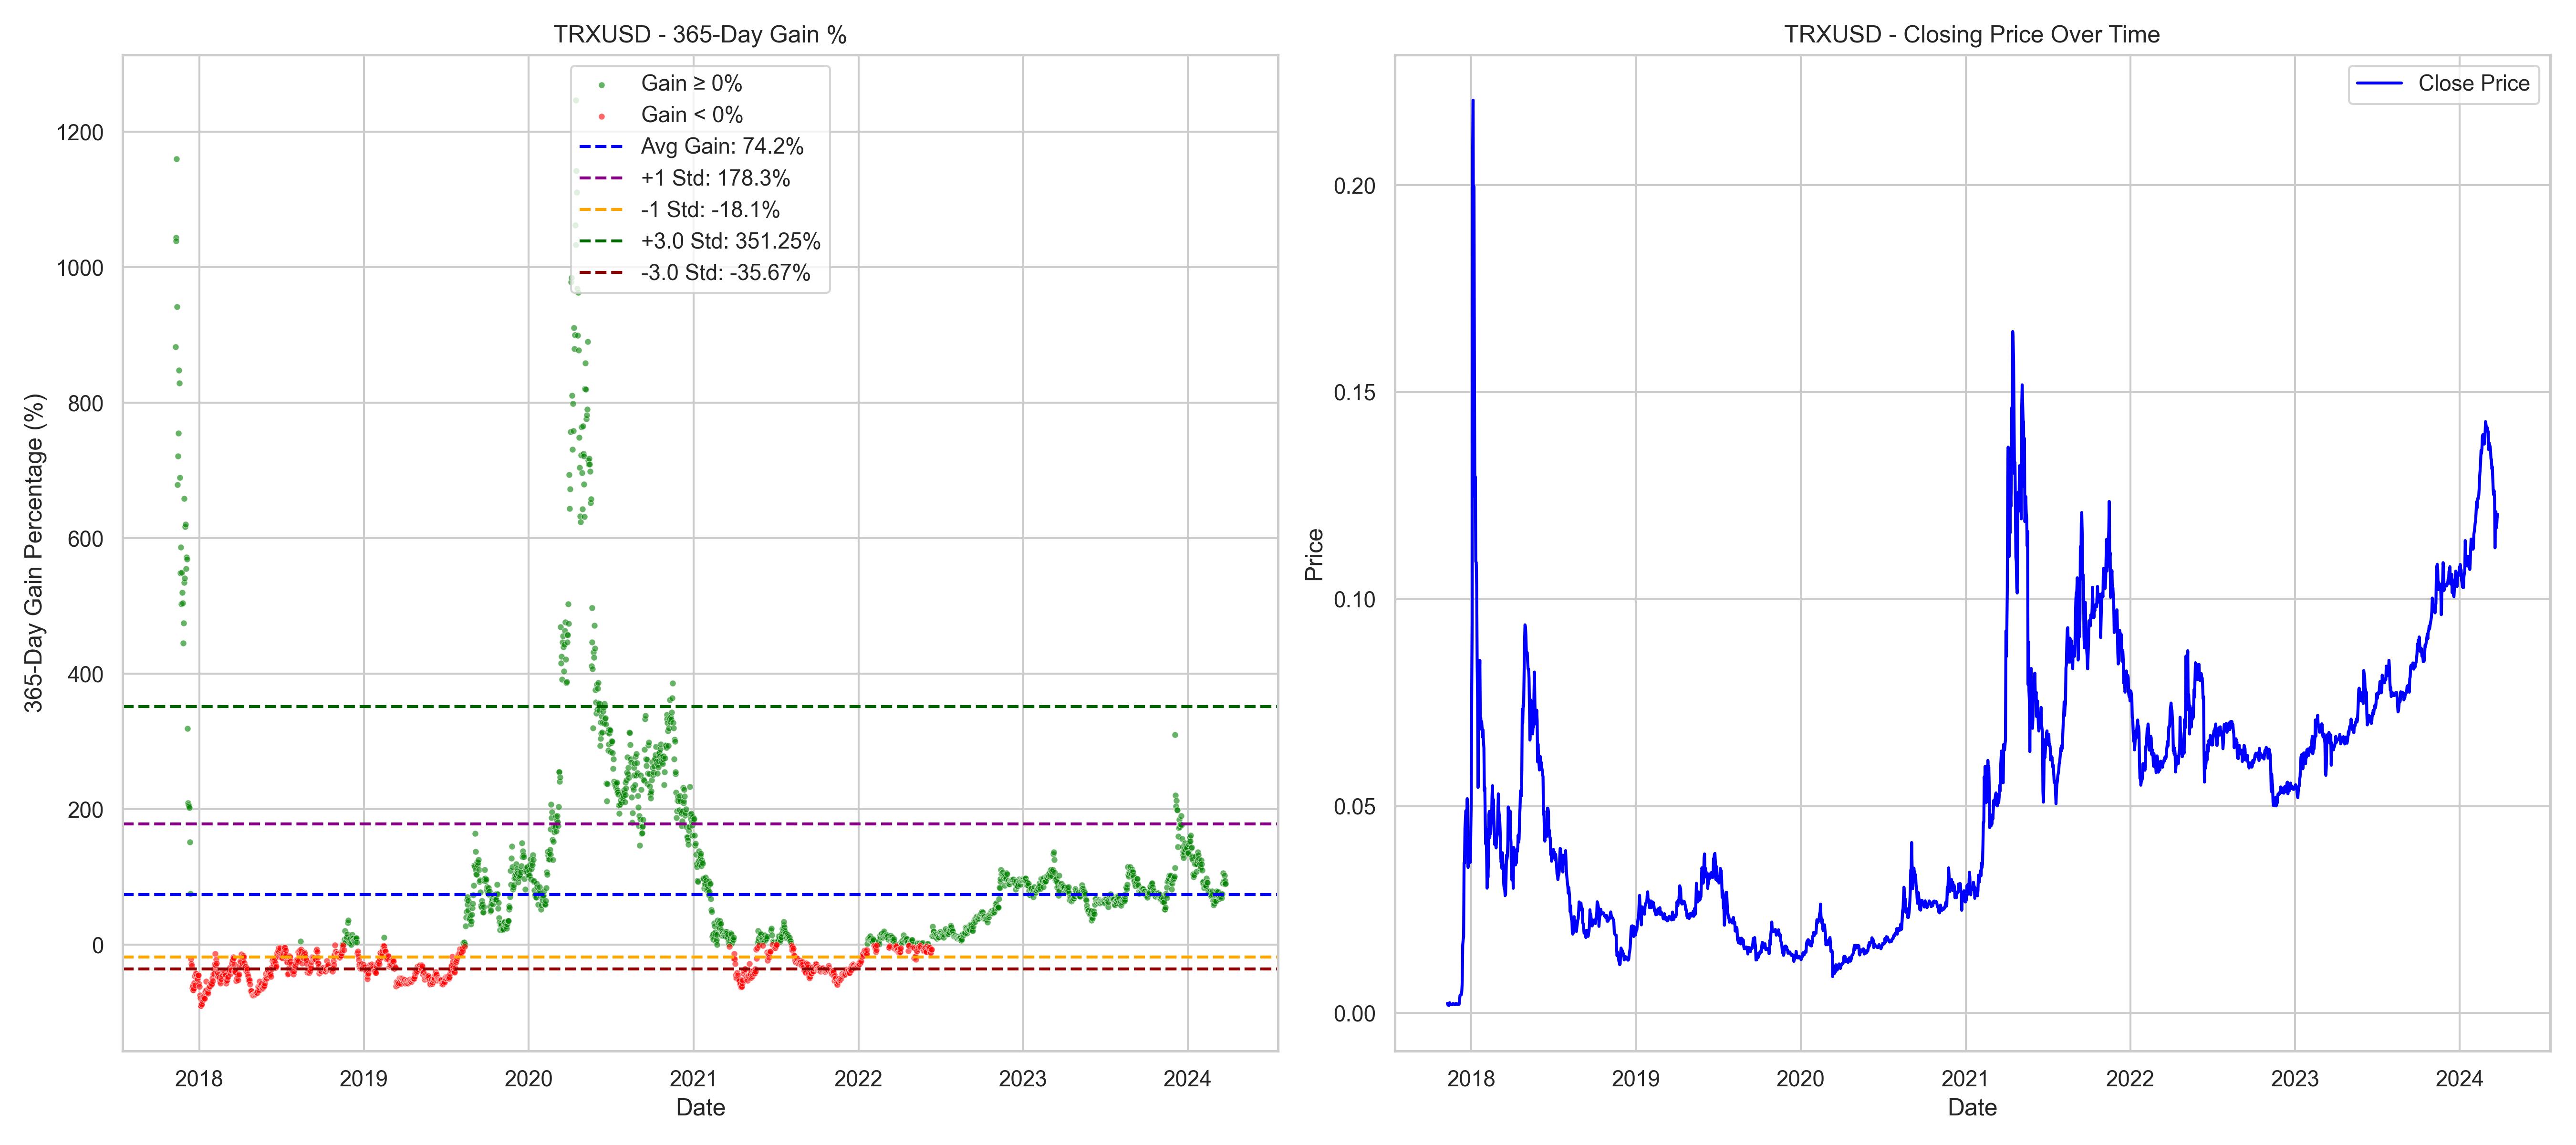 TRXUSD - 365-Day Gain %
Gain ≥ 0%
Gain < 0%
Avg Gain: 74.2%
+1 Std: 178.3%
-1 Std: -18.1%
+3.0 Std: 351.25%
-3.0 Std: -35.67%
365-Day Gain Percentage (%)
1200
1000
800
600
400
200
0
2018 2019 2020 2021 2022 2023 2024
Date
TRXUSD - Closing Price Over Time
Close Price
Price
0.20
0.15
0.10
0.05
0.00
2018 2019 2020 2021 2022 2023 2024
Date